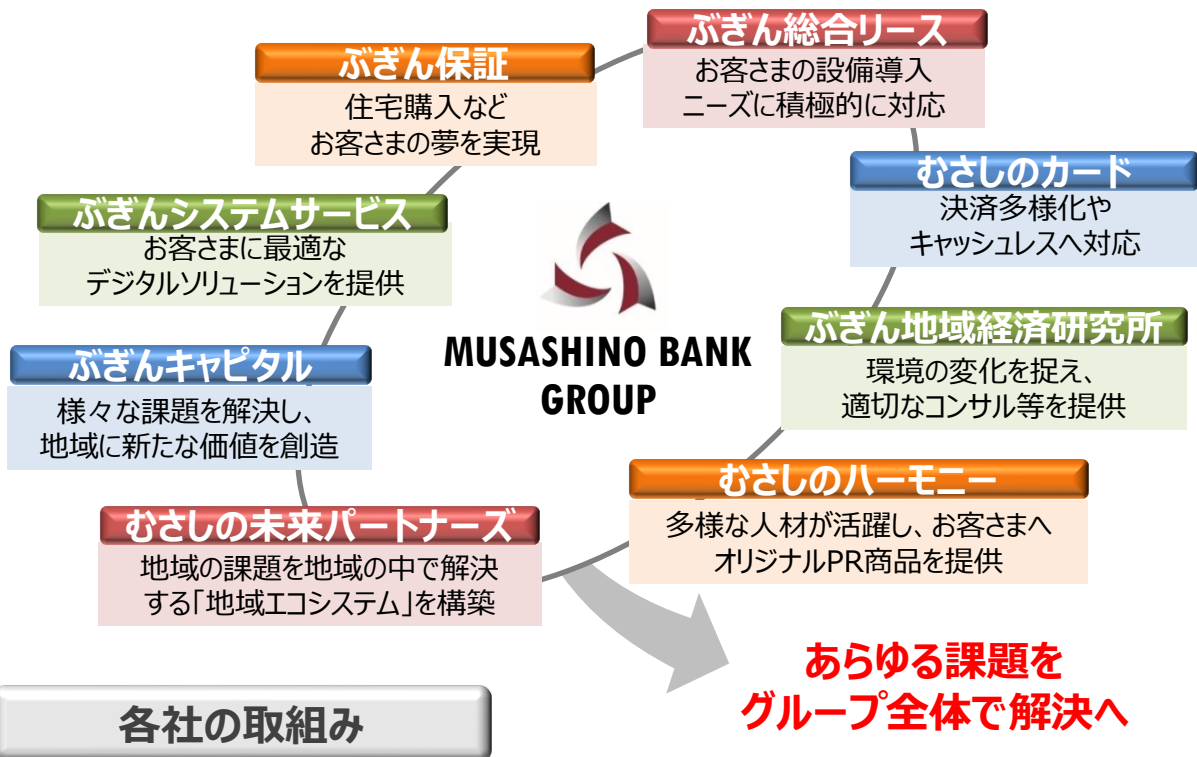 ぶぎん総合リース
お客さまの設備導入
ニーズに積極的に対応
ぶぎん保証
住宅購入など
お客さまの夢を実現
むさしのカード
決済多様化や
キャッシュレスへ対応
ぶぎんシステムサービス
お客さまに最適な
デジタルソリューションを提供
MUSASHINO BANK
GROUP
ぶぎん地域経済研究所
環境の変化を捉え、
適切なコンサル等を提供
ぶぎんキャピタル
様々な課題を解決し、
地域に新たな価値を創造
むさしのハーモニー
多様な人材が活躍し、お客さまへ
オリジナルPR商品を提供
むさしの未来パートナーズ
地域の課題を地域の中で解決
する「地域エコシステム」を構築
あらゆる課題を
グループ全体で解決へ
各社の取組み